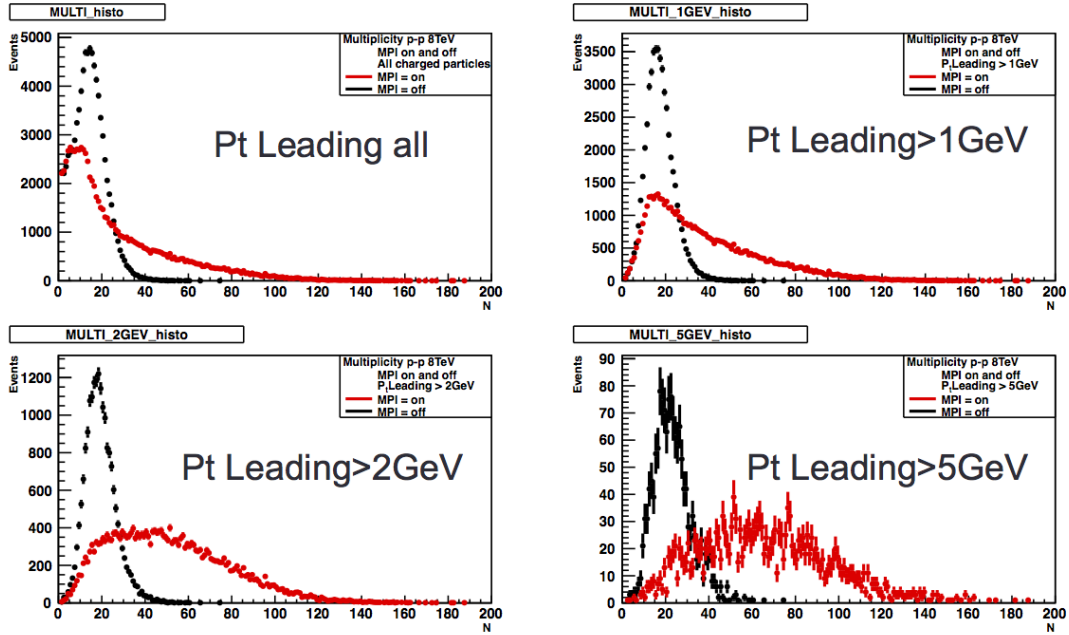 MULTI_histo
Events
5000
4000
3000
2000
1000
0
Multiplicity p-p 8TeV
MPI on and off
All charged particles
MPI = on
MPI = off
Pt Leading all
0 20 40 60 80 100 120 140 160 180 200
N
MULTI_1GEV_histo
Events
3500
3000
2500
2000
1500
1000
500
0
Multiplicity p-p 8TeV
MPI on and off
PtLeading > 1GeV
MPI = on
MPI = off
Pt Leading>1GeV
0 20 40 60 80 100 120 140 160 180 200
N
MULTI_2GEV_histo
Events
1200
1000
800
600
400
200
0
Multiplicity p-p 8TeV
MPI on and off
PtLeading > 2GeV
MPI = on
MPI = off
Pt Leading>2GeV
0 20 40 60 80 100 120 140 160 180 200
N
MULTI_5GEV_histo
Events
90
80
70
60
50
40
30
20
10
0
Multiplicity p-p 8TeV
MPI on and off
PtLeading > 5GeV
MPI = on
MPI = off
Pt Leading>5GeV
0 20 40 60 80 100 120 140 160 180 200
N